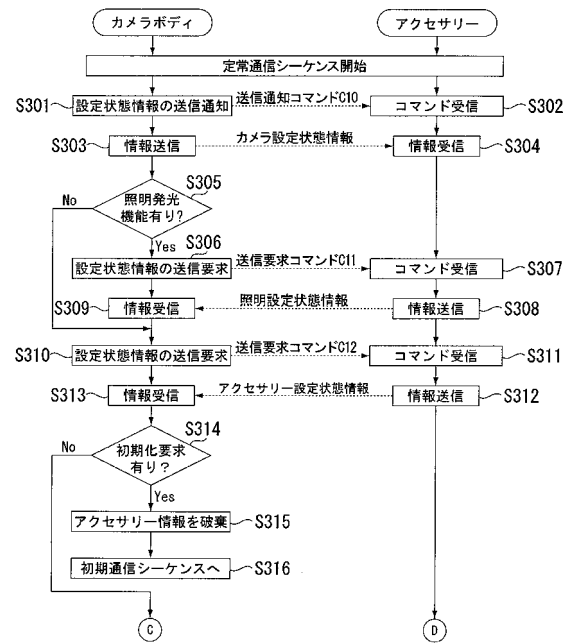 カメラボディ
アクセサリー
定常通信シーケンス開始
S301
設定状態情報の送信通知
送信通知コマンドC10
コマンド受信
S302
S303
情報送信
カメラ設定状態情報
情報受信
S304
S305
照明発光
機能有り?
No
Yes
S306
設定状態情報の送信要求
送信要求コマンドC11
コマンド受信
S307
S309
情報受信
照明設定状態情報
情報送信
S308
S310
設定状態情報の送信要求
送信要求コマンドC12
コマンド受信
S311
S313
情報受信
アクセサリー設定状態情報
情報送信
S312
S314
初期化要求
有り?
No
Yes
アクセサリー情報を破棄
S315
初期通信シーケンスへ
S316
C
D